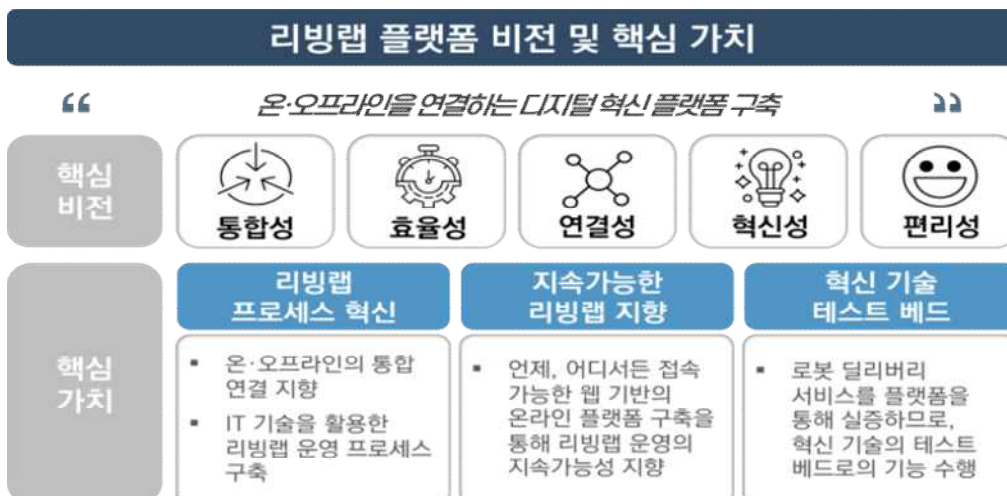 리빙랩 플랫폼 비전 및 핵심 가치
“ 온·오프라인을 연결하는 디지털 혁신 플랫폼 구축 ”
핵심
비전
통합성
효율성
연결성
혁신성
편리성
핵심
가치
리빙랩
프로세스 혁신
▪ 온·오프라인의 통합
연결 지향
▪ IT 기술을 활용한
리빙랩 운영 프로세스
구축
지속가능한
리빙랩 지향
▪ 언제, 어디서든 접속
가능한 웹 기반의
온라인 플랫폼 구축을
통해 리빙랩 운영의
지속가능성 지향
혁신 기술
테스트 베드
▪ 로봇 딜리버리
서비스를 플랫폼을
통해 실증하므로,
혁신 기술의 테스트
베드로의 기능 수행